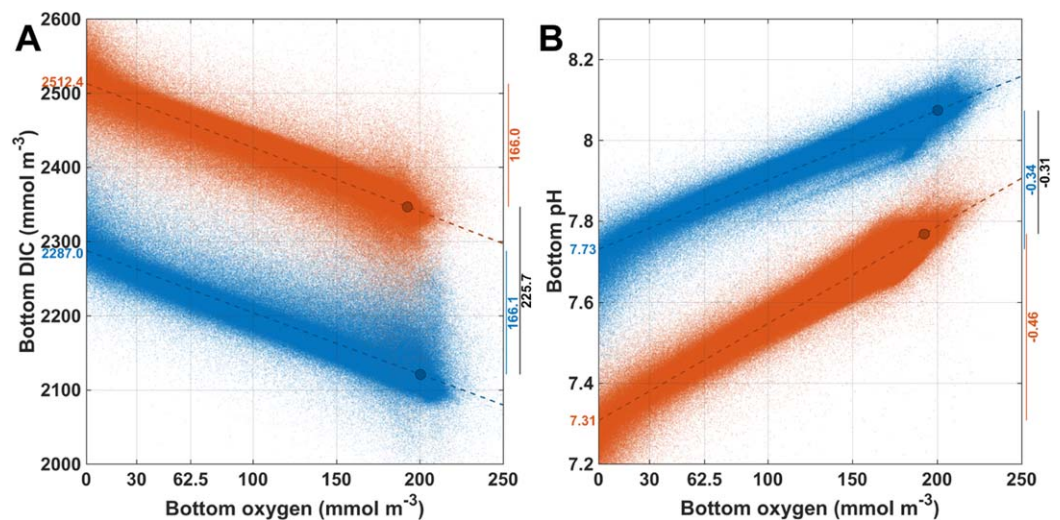 A
Bottom DIC (mmol m⁻³)
2600
2500
2400
2300
2200
2100
2000
2512.4
2287.0
0 30 62.5 100 150 200 250
Bottom oxygen (mmol m⁻³)
166.0
166.1
225.7
B
Bottom pH
8.2
8
7.8
7.6
7.4
7.2
7.73
7.31
0 30 62.5 100 150 200 250
Bottom oxygen (mmol m⁻³)
-0.34
-0.31
-0.46